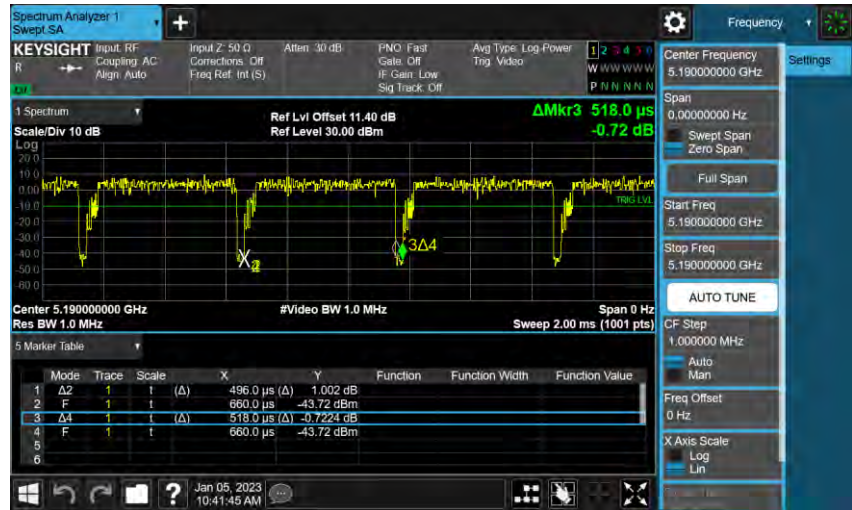 Spectrum Analyzer 1
Swept SA
+
Frequency
KEYSIGHT Input: RF Input Z: 50 Ω Atten: 30 dB PNO: Fast Avg Type: Log-Power 1 2 3 4 5 6
R Coupling: AC Corrections: Off Gate: Off Trig: Video W W W W W W
Align: Auto Freq Ref: Int (S) IF Gain: Low P N N N N N
Sig Track: Off
Center Frequency
5.190000000 GHz
Settings
Span
0.00000000 Hz
Swept Span
Zero Span
Full Span
Start Freq
5.190000000 GHz
Stop Freq
5.190000000 GHz
AUTO TUNE
CF Step
1.000000 MHz
Auto
Man
Freq Offset
0 Hz
X Axis Scale
Log
Lin
1 Spectrum
Scale/Div 10 dB
Ref Lvl Offset 11.40 dB
Ref Level 30.00 dBm
ΔMkr3 518.0 µs
-0.72 dB
Log
20.0
10.0
0.00
-10.0
-20.0
-30.0
-40.0
-50.0
-60.0
TRIG LVL
3Δ4
Center 5.190000000 GHz #Video BW 1.0 MHz Span 0 Hz
Res BW 1.0 MHz Sweep 2.00 ms (1001 pts)
5 Marker Table
Mode Trace Scale X Y Function Function Width Function Value
1 Δ2 1 t (Δ) 496.0 µs (Δ) 1.002 dB
2 F 1 t 660.0 µs -43.72 dBm
3 Δ4 1 t (Δ) 518.0 µs (Δ) -0.7224 dB
4 F 1 t 660.0 µs -43.72 dBm
5
6
?
Jan 05, 2023
10:41:45 AM